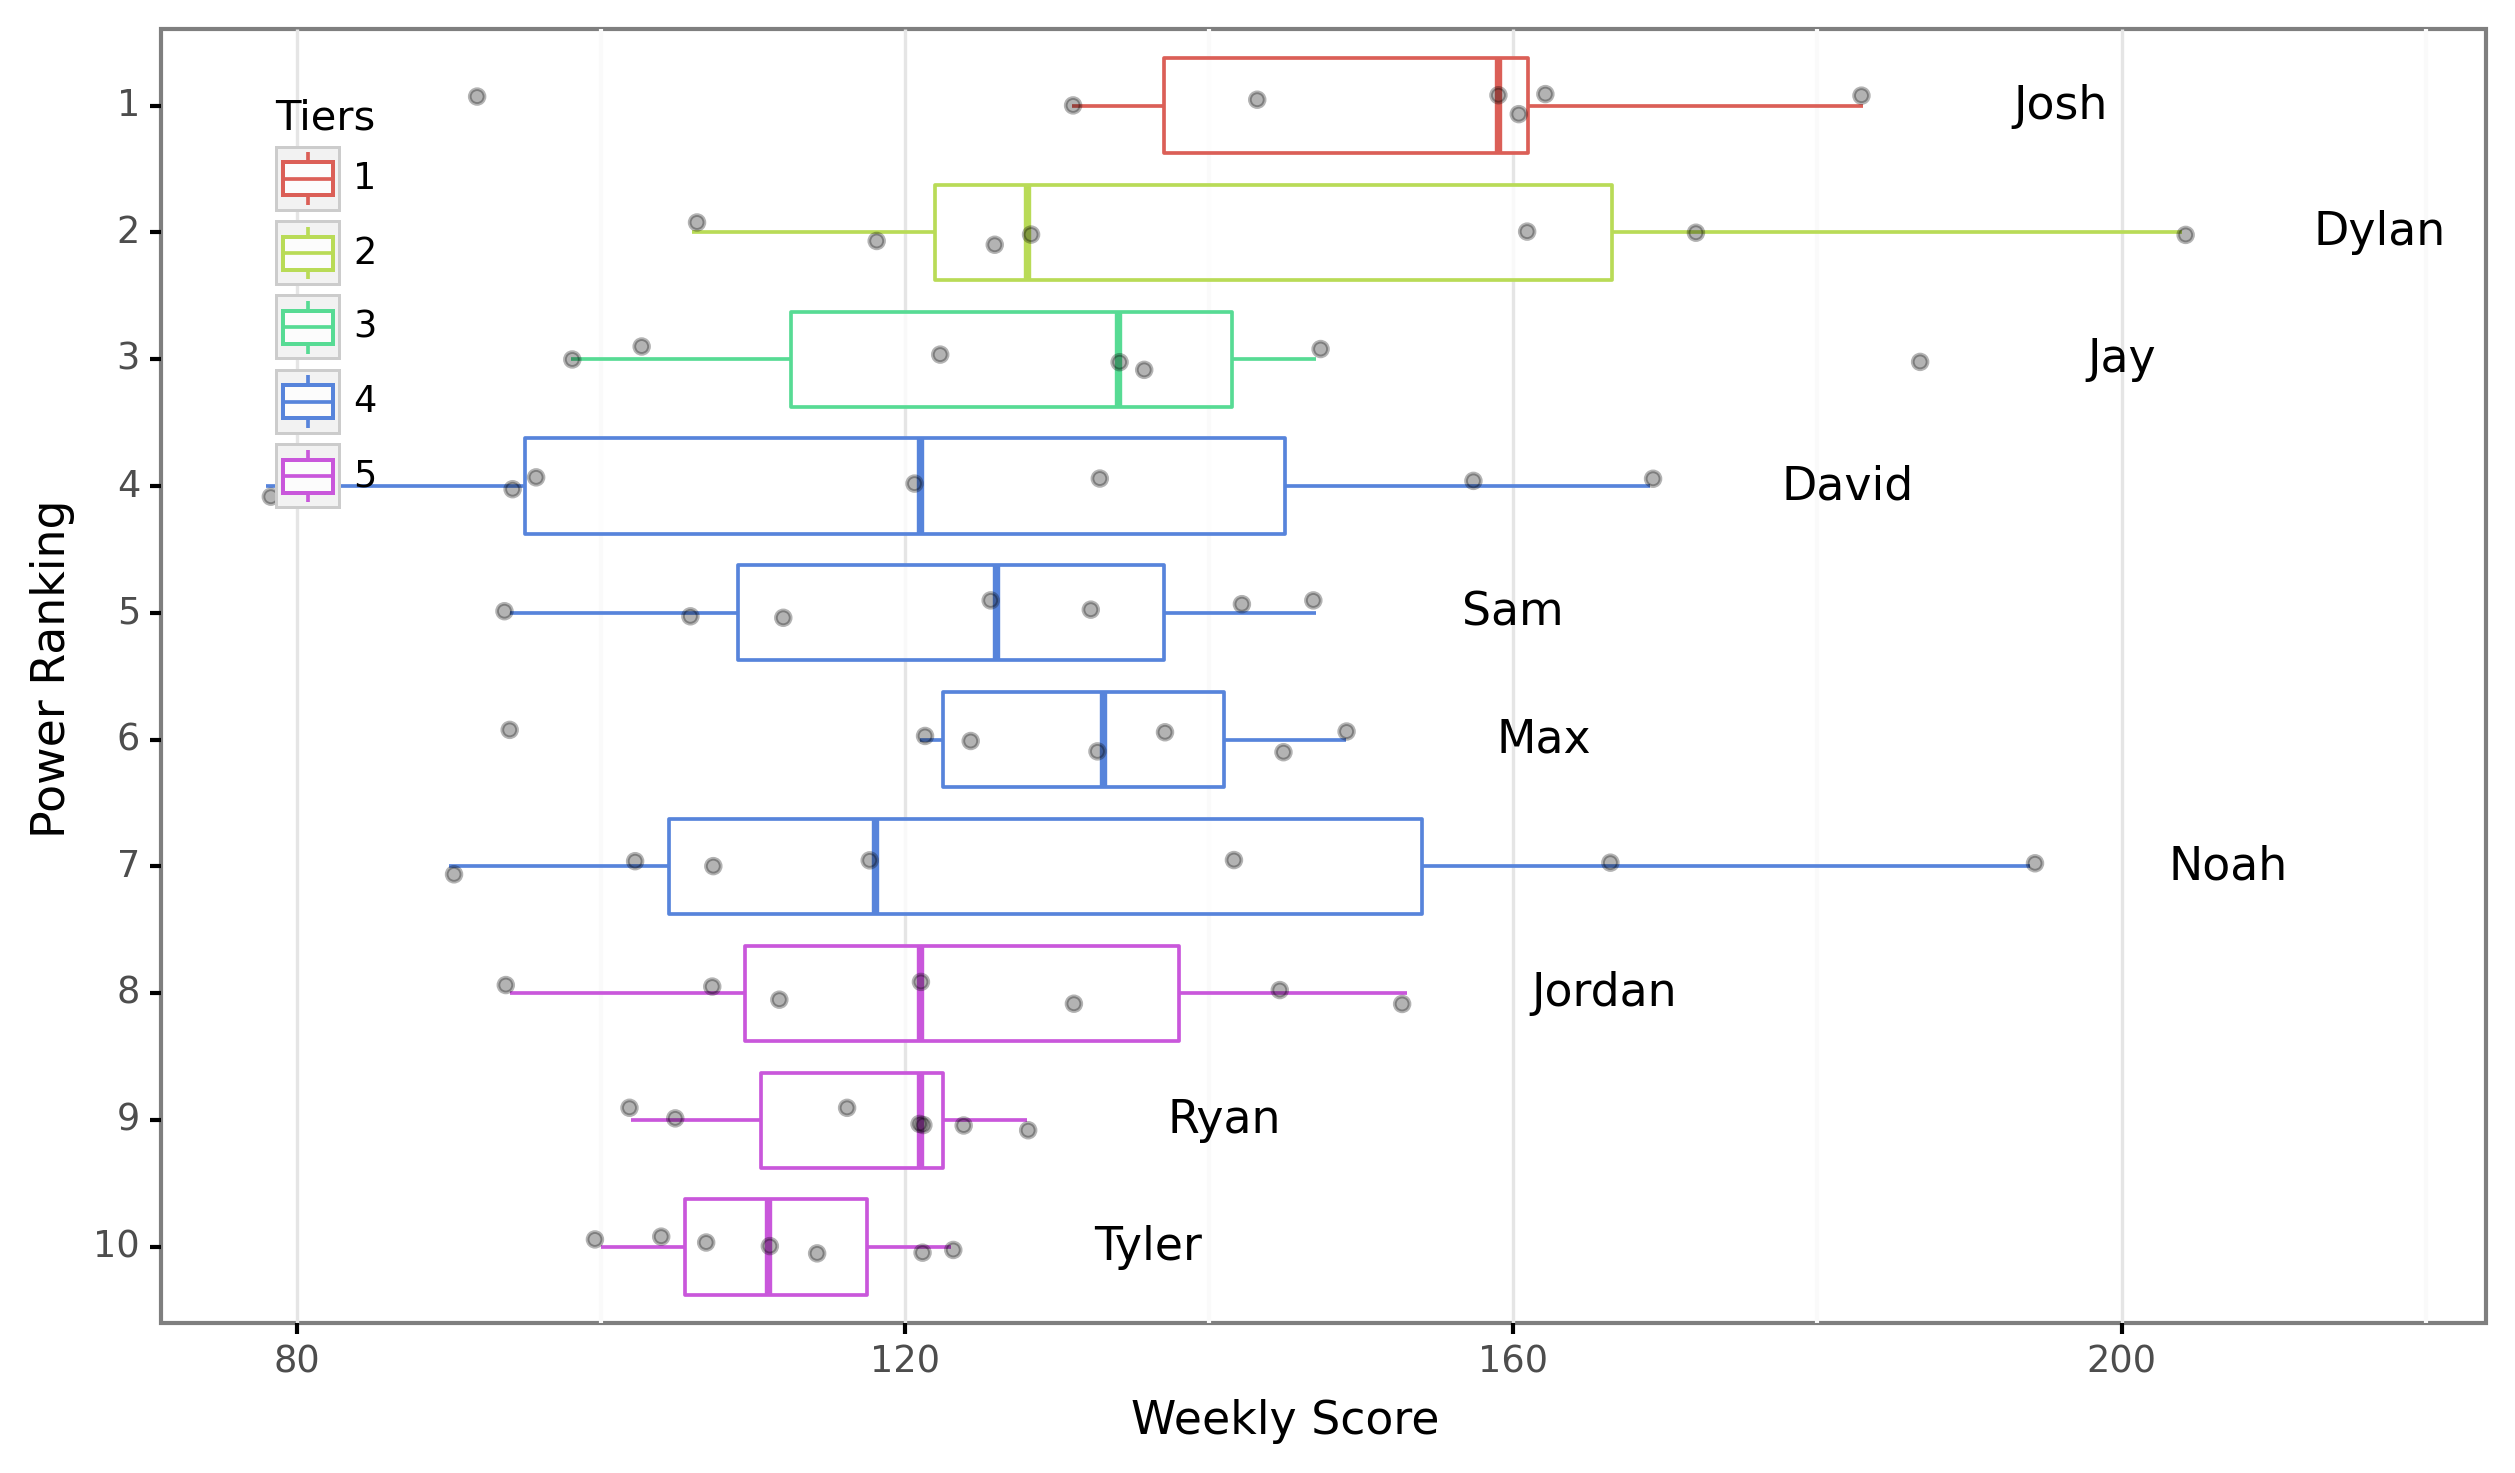 Tiers
1
2
3
4
5
1
2
3
4
5
6
7
8
9
10
Josh
Dylan
Jay
David
Sam
Max
Noah
Jordan
Ryan
Tyler
Power Ranking
80 120 160 200
Weekly Score